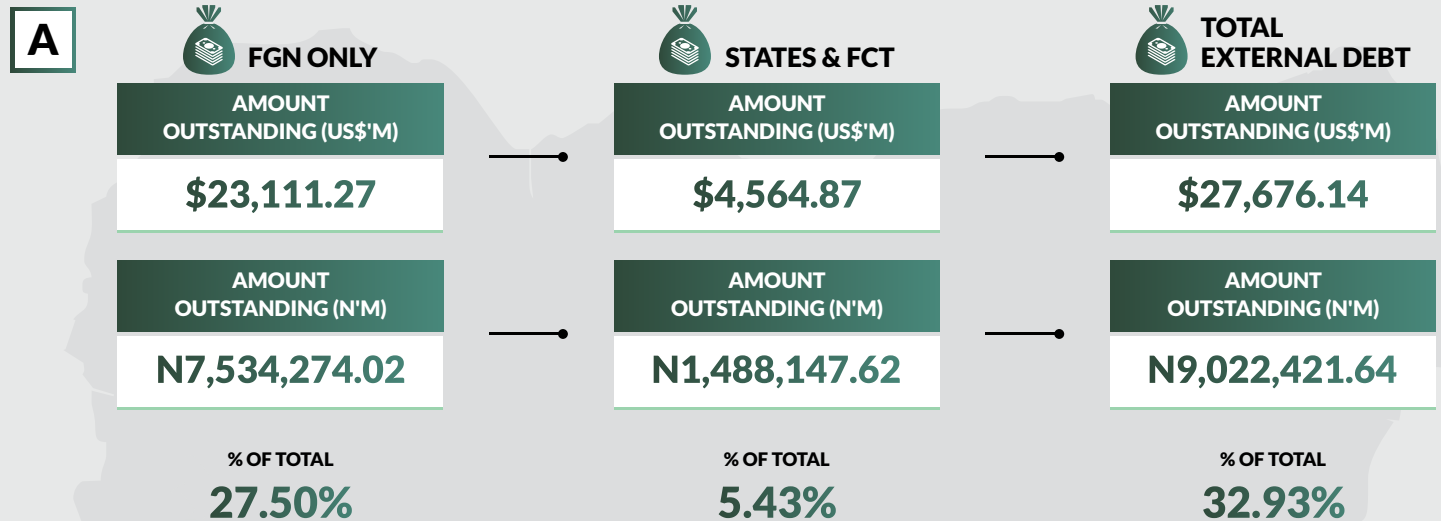 A
FGN ONLY
AMOUNT
OUTSTANDING (US$'M)
$23,111.27
AMOUNT
OUTSTANDING (N'M)
N7,534,274.02
% OF TOTAL
27.50%
STATES & FCT
AMOUNT
OUTSTANDING (US$'M)
$4,564.87
AMOUNT
OUTSTANDING (N'M)
N1,488,147.62
% OF TOTAL
5.43%
TOTAL
EXTERNAL DEBT
AMOUNT
OUTSTANDING (US$'M)
$27,676.14
AMOUNT
OUTSTANDING (N'M)
N9,022,421.64
% OF TOTAL
32.93%